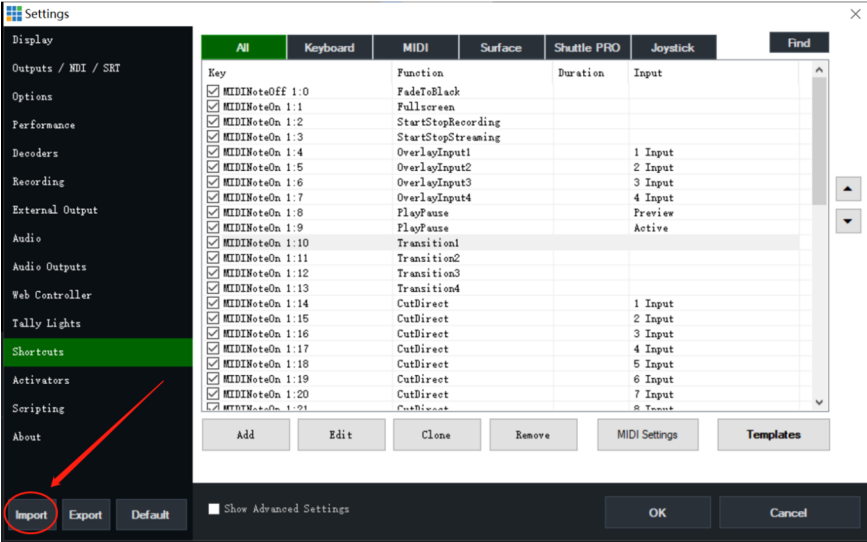 Settings
Display
Outputs / NDI / SRT
Options
Performance
Decoders
Recording
External Output
Audio
Audio Outputs
Web Controller
Tally Lights
Shortcuts
Activators
Scripting
About
Import Export Default
All Keyboard MIDI Surface Shuttle PRO Joystick Find
Key Function Duration Input
MIDINoteOff 1:0 FadeToBlack
MIDINoteOn 1:1 Fullscreen
MIDINoteOn 1:2 StartStopRecording
MIDINoteOn 1:3 StartStopStreaming
MIDINoteOn 1:4 OverlayInput1 1 Input
MIDINoteOn 1:5 OverlayInput2 2 Input
MIDINoteOn 1:6 OverlayInput3 3 Input
MIDINoteOn 1:7 OverlayInput4 4 Input
MIDINoteOn 1:8 PlayPause Preview
MIDINoteOn 1:9 PlayPause Active
MIDINoteOn 1:10 Transition1
MIDINoteOn 1:11 Transition2
MIDINoteOn 1:12 Transition3
MIDINoteOn 1:13 Transition4
MIDINoteOn 1:14 CutDirect 1 Input
MIDINoteOn 1:15 CutDirect 2 Input
MIDINoteOn 1:16 CutDirect 3 Input
MIDINoteOn 1:17 CutDirect 4 Input
MIDINoteOn 1:18 CutDirect 5 Input
MIDINoteOn 1:19 CutDirect 6 Input
MIDINoteOn 1:20 CutDirect 7 Input
MIDINoteOn 1:21 CutDirect 8 Input
Add Edit Clone Remove MIDI Settings Templates
Show Advanced Settings OK Cancel